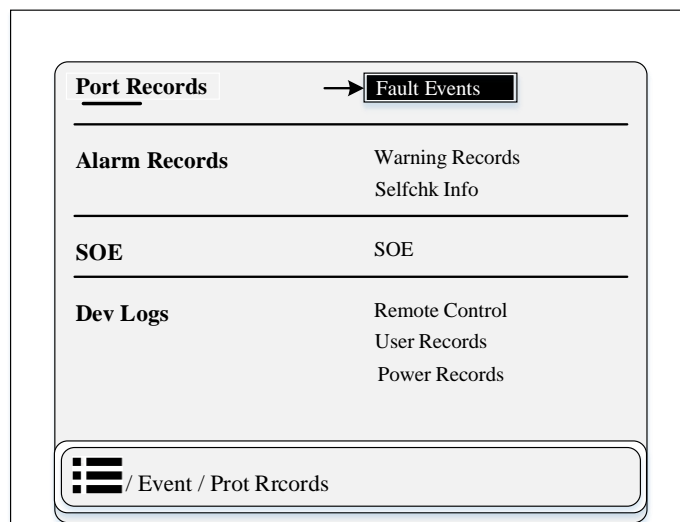 Port Records Fault Events
Alarm Records Warning Records
Selfchk Info
SOE SOE
Dev Logs Remote Control
User Records
Power Records
/ Event / Prot Rrcords